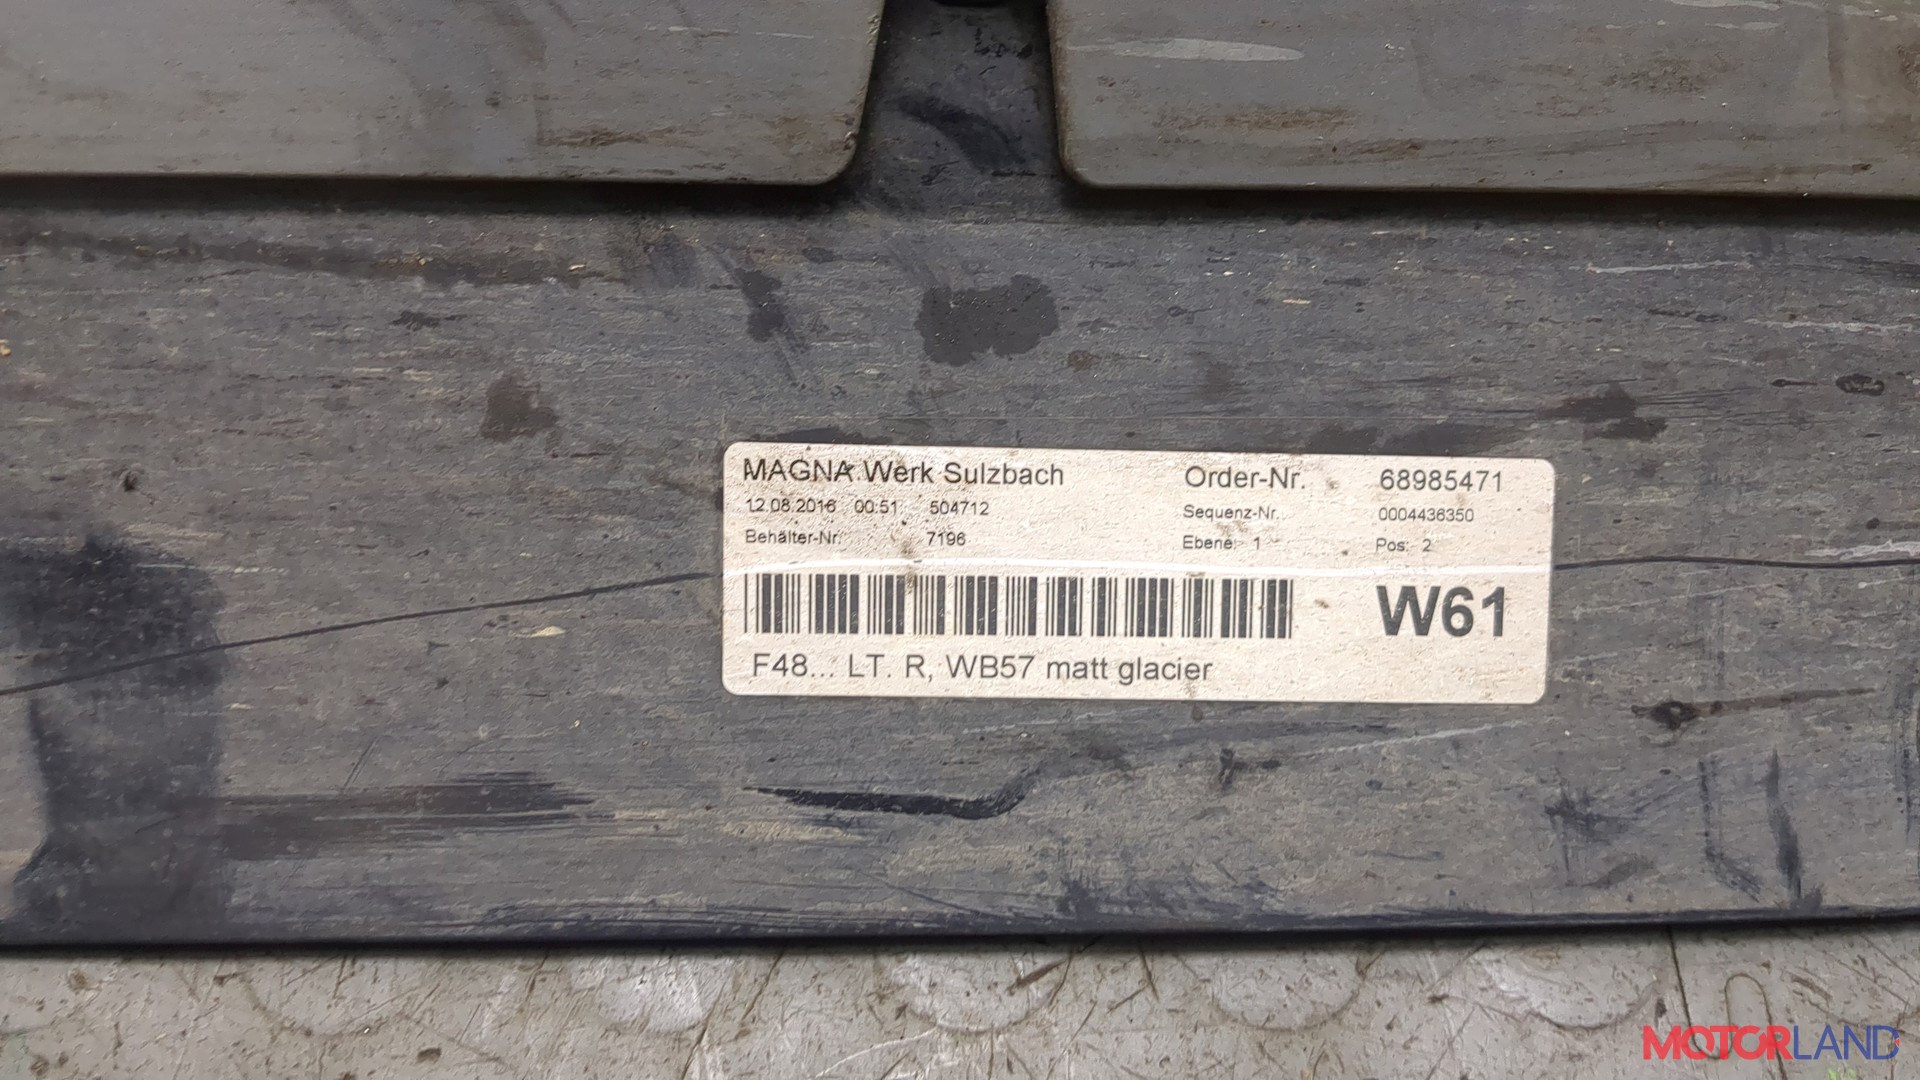 MAGNA Werk Sulzbach Order-Nr. 68985471
12.08.2016 00:51 504712 Sequenz-Nr. 0004436350
Behälter-Nr. 7196 Ebene: 1 Pos: 2
W61
F48... LT. R, WB57 matt glacier
MOTORLAND